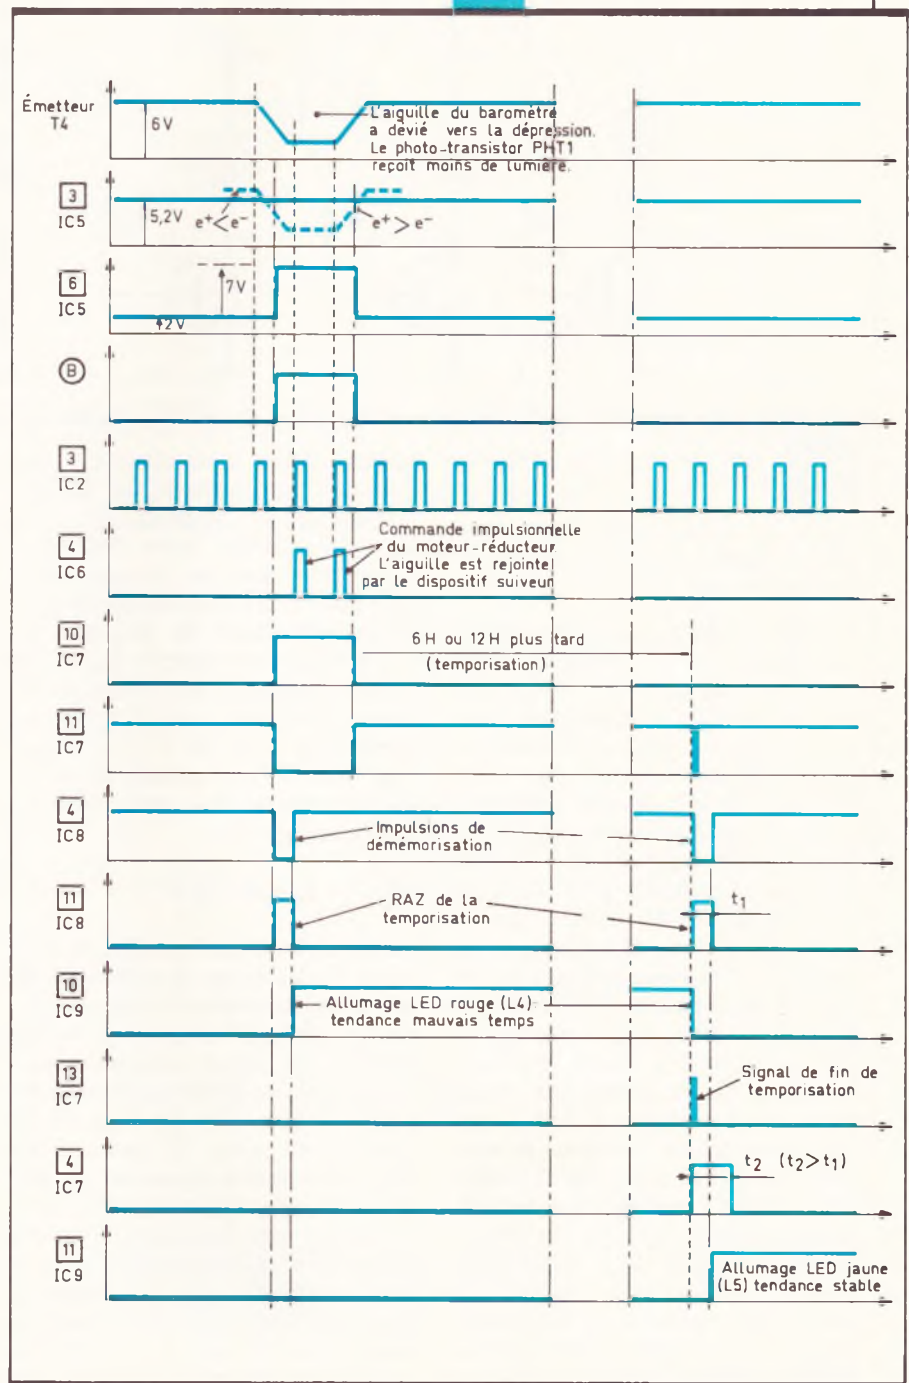 Émetteur
T4
6V
L'aiguille du baromètre
a dévié vers la dépression.
Le photo-transistor PHT1
reçoit moins de lumière.
3
IC5
5,2V
e+<e-
e+>e-
6
IC5
7V
2V
B
3
IC2
4
IC6
Commande impulsionnelle
du moteur-réducteur.
L'aiguille est rejointe
par le dispositif suiveur
10
IC7
6H ou 12H plus tard
(temporisation)
11
IC7
4
IC8
Impulsions de
démémorisation
11
IC8
RAZ de la
temporisation
t1
10
IC9
Allumage LED rouge (L4)
tendance mauvais temps
13
IC7
Signal de fin de
temporisation
4
IC7
t2 (t2>t1)
11
IC9
Allumage LED jaune
(L5) tendance stable